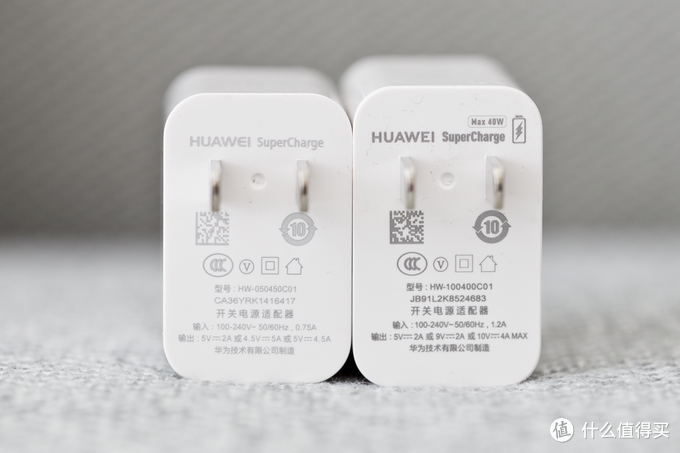 HUAWEI SuperCharge
10
型号：HW-050450C01
CA36YRK1416417
开关电源适配器
输入：100-240V~50/60Hz, 0.75A
输出：5V⎓2A 或 4.5V⎓5A 或 5V⎓4.5A
华为技术有限公司制造
Max 40W
HUAWEI SuperCharge
10
型号：HW-100400C01
JB91L2K8524683
开关电源适配器
输入：100-240V~50/60Hz, 1.2A
输出：5V⎓2A 或 9V⎓2A 或 10V⎓4A MAX
华为技术有限公司制造
值 什么值得买